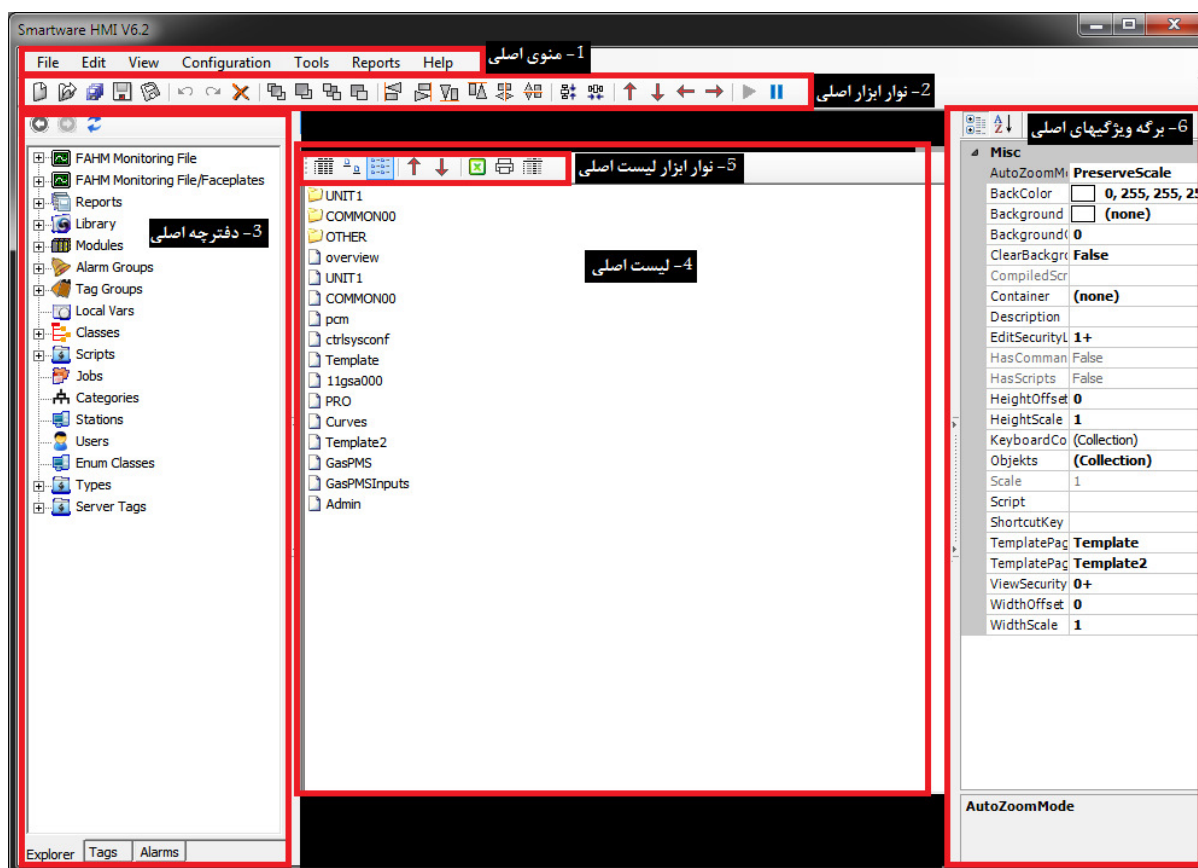 Smartware HMI V6.2
File Edit View Configuration Tools Reports Help
1- منوی اصلی
2- نوار ابزار اصلی
FAHM Monitoring File
FAHM Monitoring File/Faceplates
Reports
Library
Modules
Alarm Groups
Tag Groups
Local Vars
Classes
Scripts
Jobs
Categories
Stations
Users
Enum Classes
Types
Server Tags
3- دفترچه اصلی
Explorer Tags Alarms
5- نوار ابزار لیست اصلی
UNIT1
COMMON00
OTHER
overview
UNIT1
COMMON00
pcm
ctrlsysconf
Template
11gsa000
PRO
Curves
Template2
GasPMS
GasPMSInputs
Admin
4- لیست اصلی
6- برگه ویژگیهای اصلی
Misc
AutoZoomM PreserveScale
BackColor 0, 255, 255, 25
Background (none)
Background( 0
ClearBackgr False
CompiledScr
Container (none)
Description
EditSecurityL 1+
HasComman False
HasScripts False
HeightOffset 0
HeightScale 1
KeyboardCo (Collection)
Objekts (Collection)
Scale 1
Script
ShortcutKey
TemplatePag Template
TemplatePag Template2
ViewSecurity 0+
WidthOffset 0
WidthScale 1
AutoZoomMode